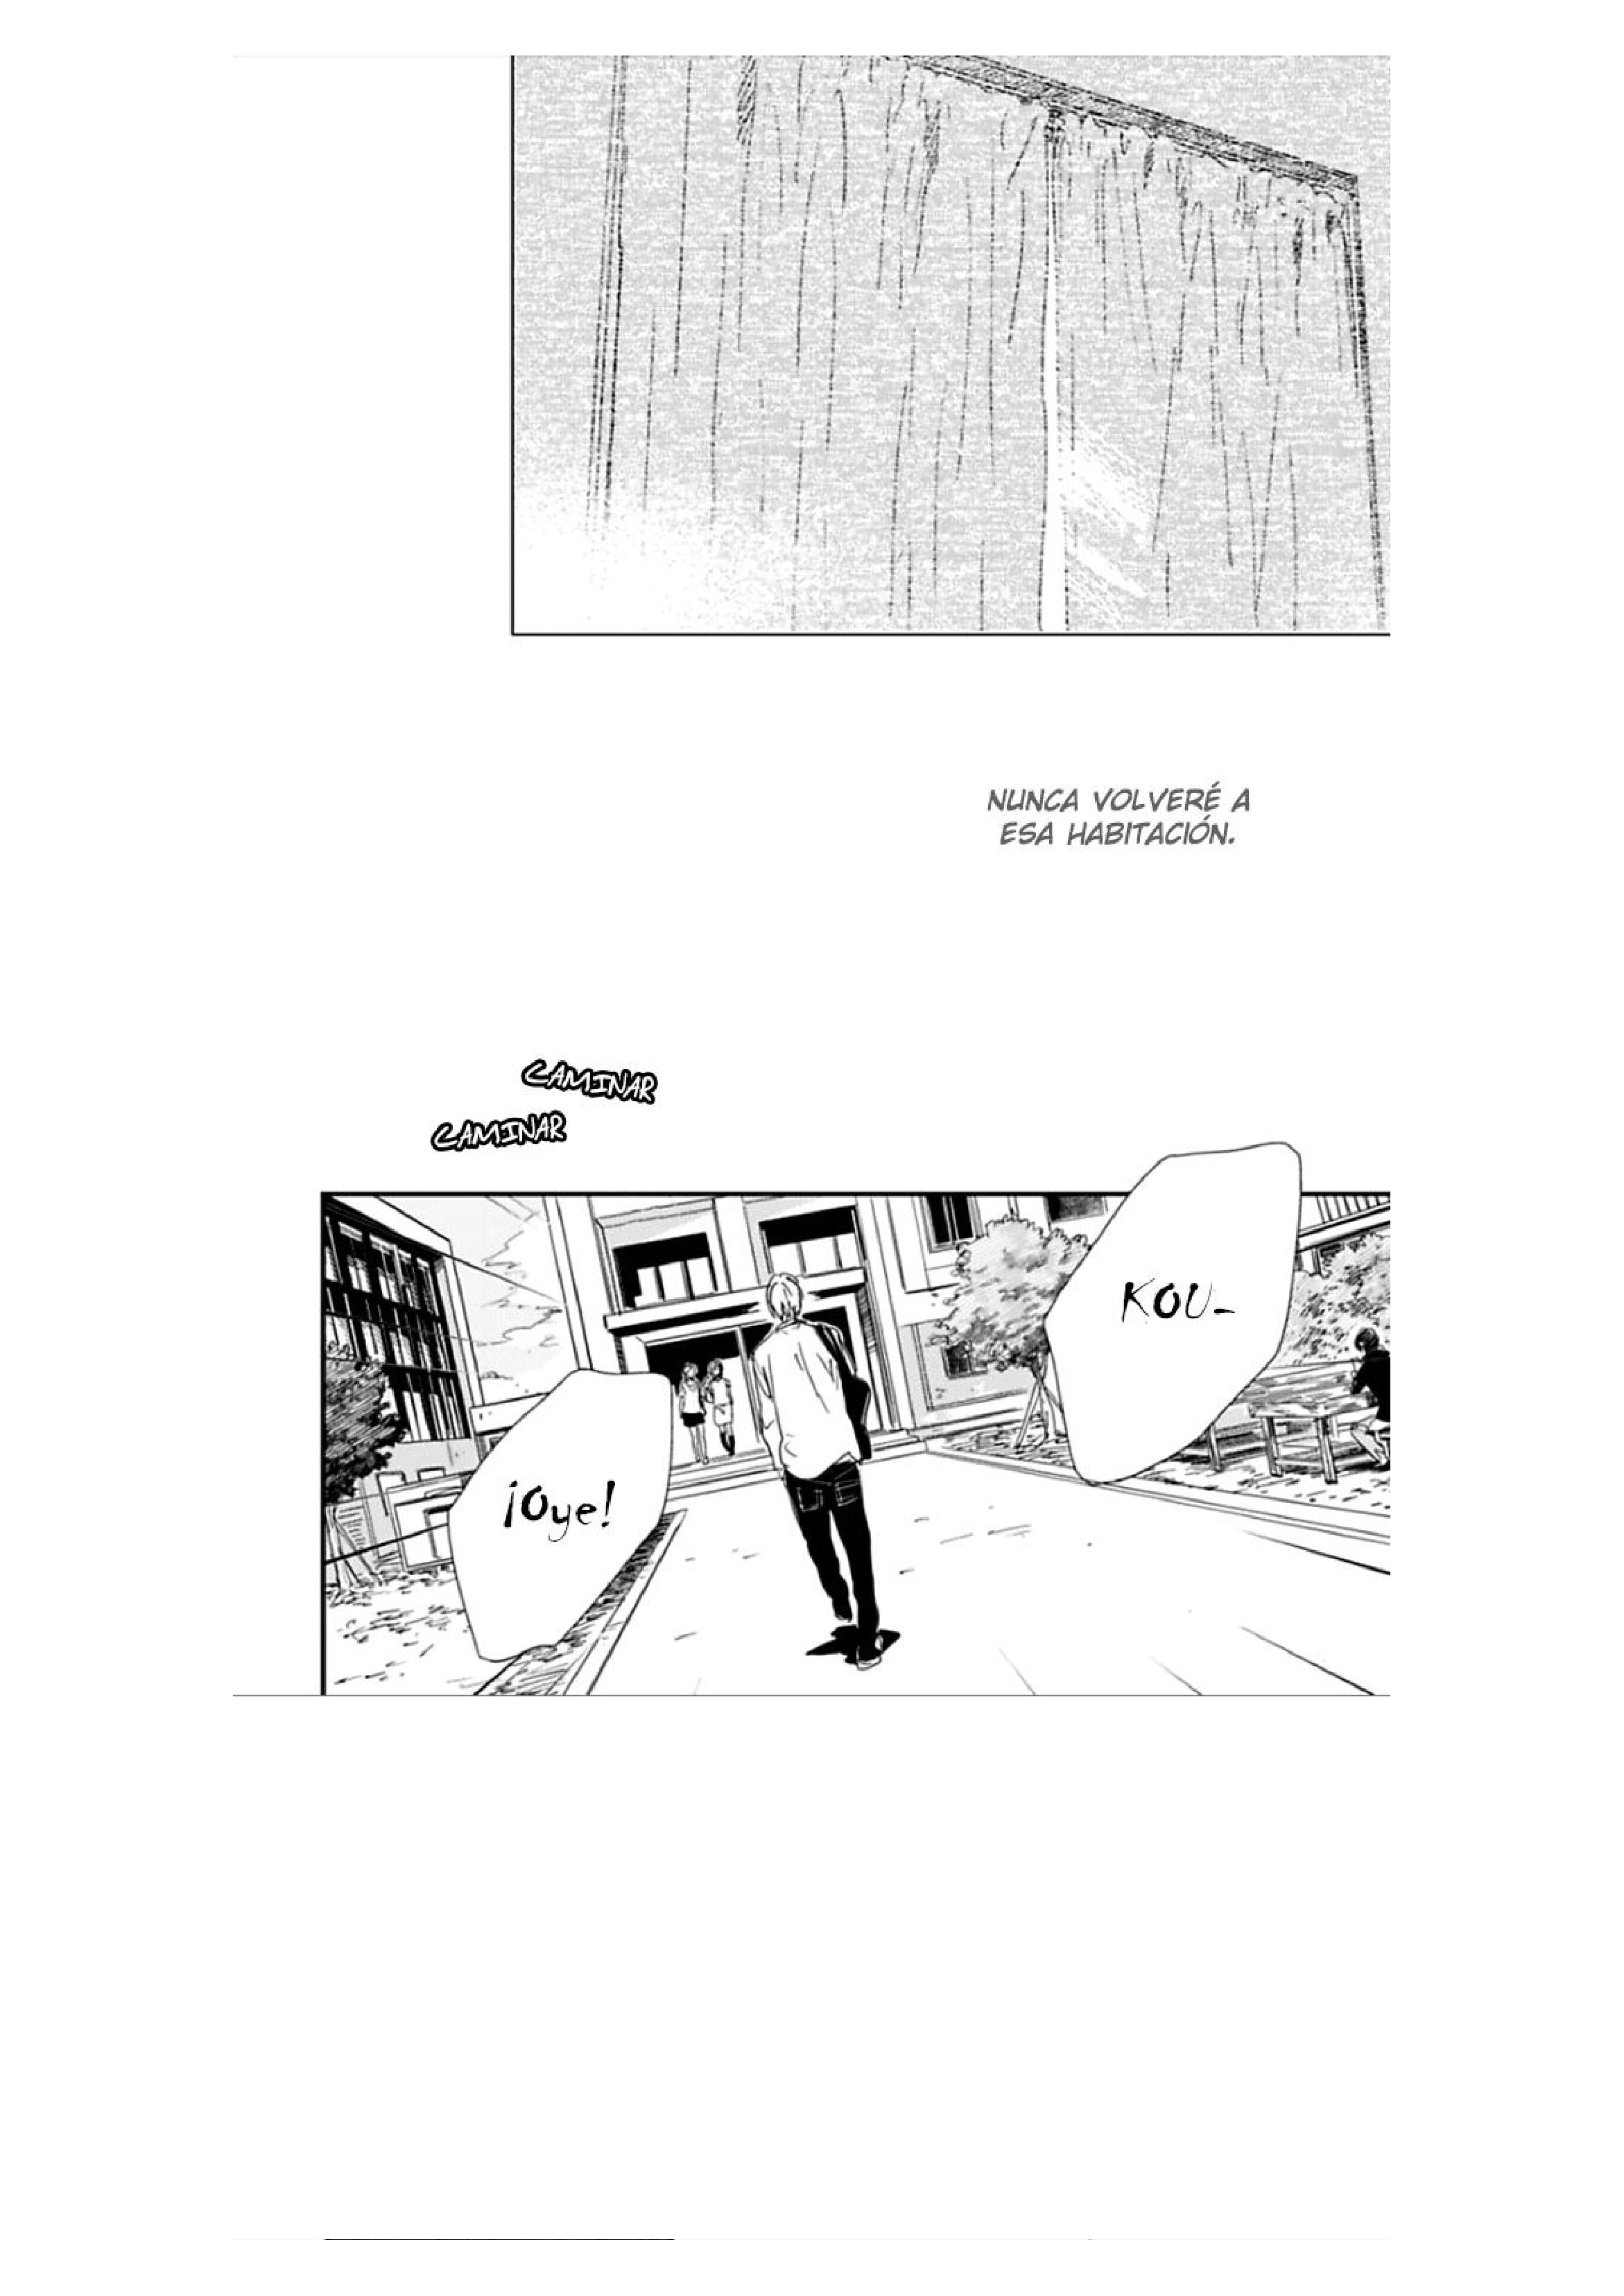 NUNCA VOLVERÉ A
ESA HABITACIÓN.
CAMINAR
CAMINAR
KOU-
¡Oye!